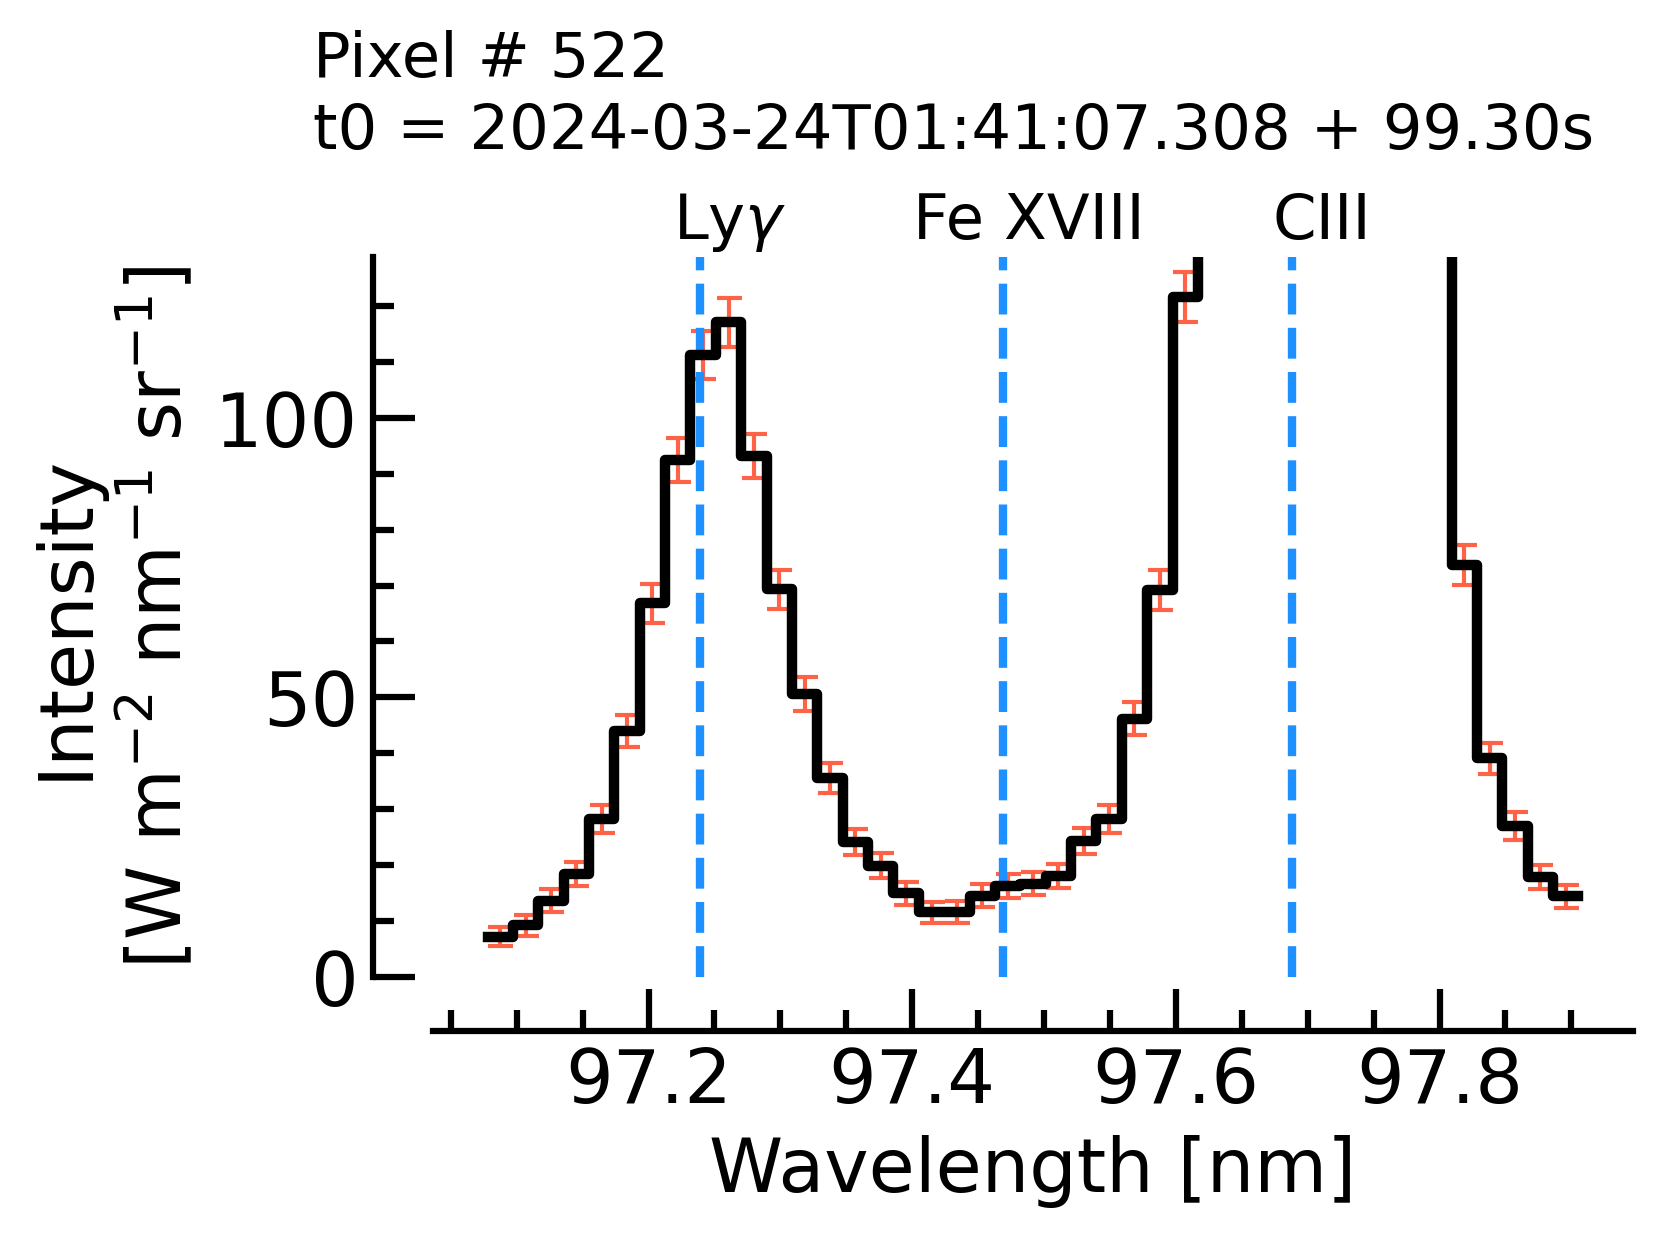 Pixel # 522
t0 = 2024-03-24T01:41:07.308 + 99.30s
Lyγ Fe XVIII CIII
Intensity
[W m⁻² nm⁻¹ sr⁻¹]
100
50
0
97.2 97.4 97.6 97.8
Wavelength [nm]